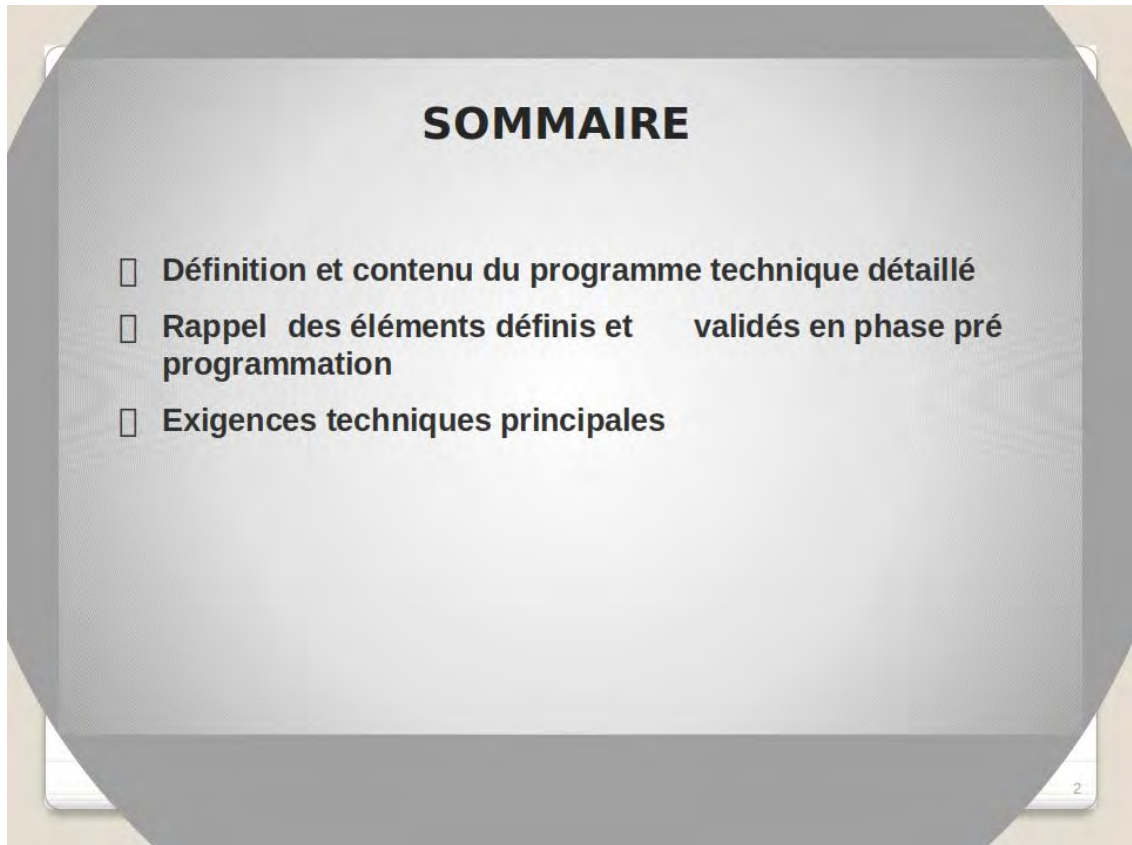 SOMMAIRE
Définition et contenu du programme technique détaillé
Rappel des éléments définis et validés en phase pré
programmation
Exigences techniques principales
2